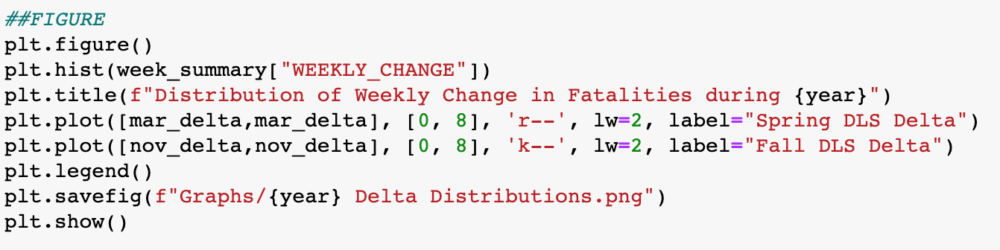 ##FIGURE
plt.figure()
plt.hist(week_summary["WEEKLY_CHANGE"])
plt.title(f"Distribution of Weekly Change in Fatalities during {year}")
plt.plot([mar_delta,mar_delta], [0, 8], 'r--', lw=2, label="Spring DLS Delta")
plt.plot([nov_delta,nov_delta], [0, 8], 'k--', lw=2, label="Fall DLS Delta")
plt.legend()
plt.savefig(f"Graphs/{year} Delta Distributions.png")
plt.show()